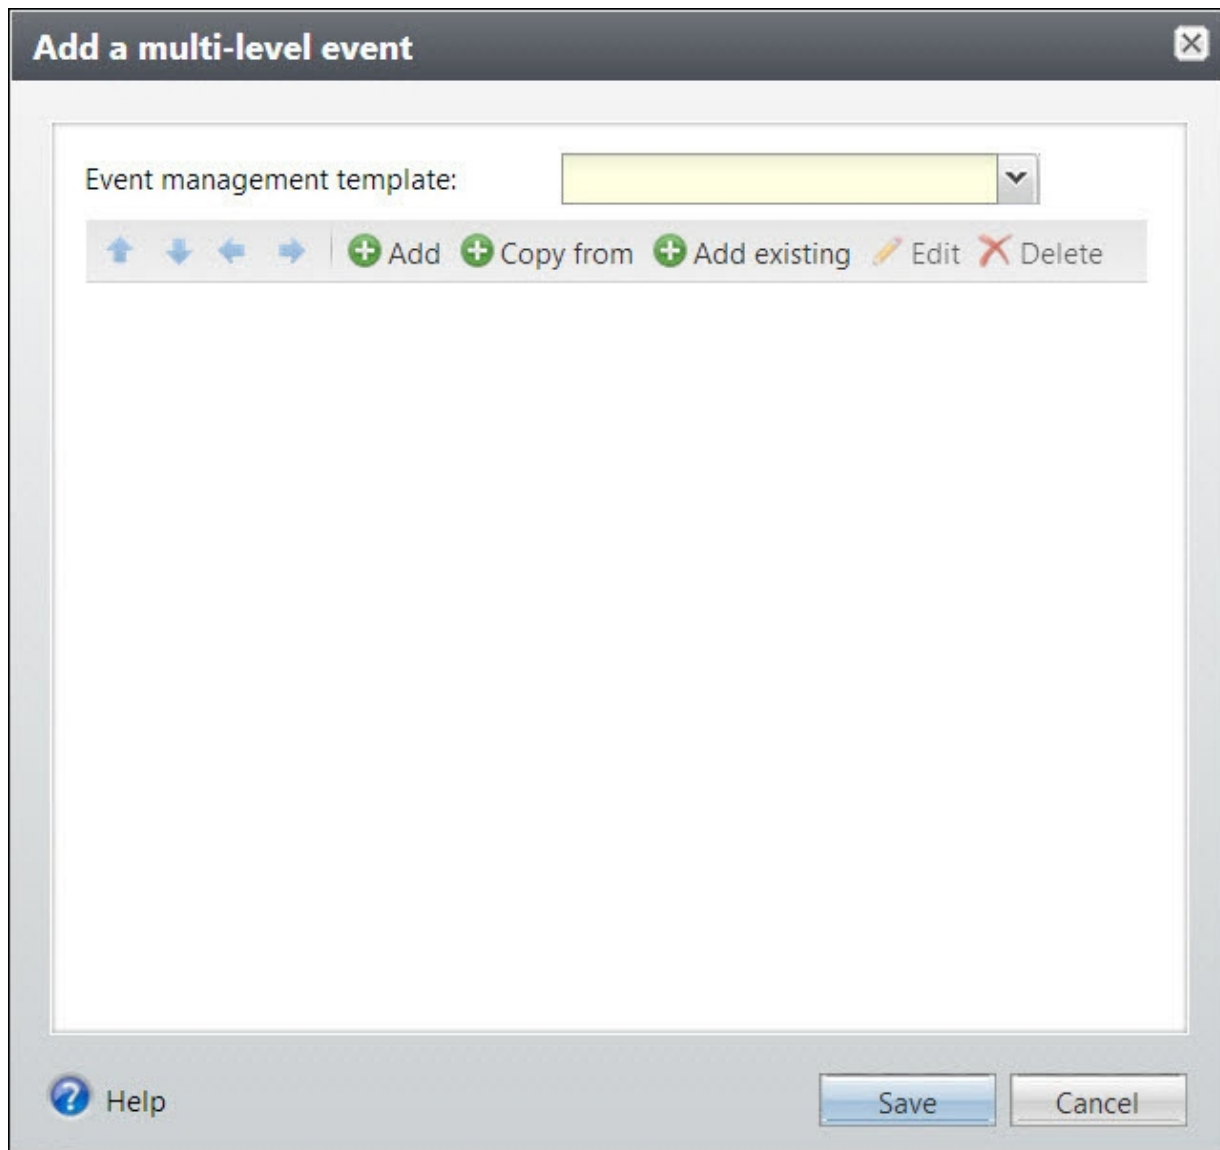 Add a multi-level event
Event management template:
Add Copy from Add existing Edit Delete
Help Save Cancel